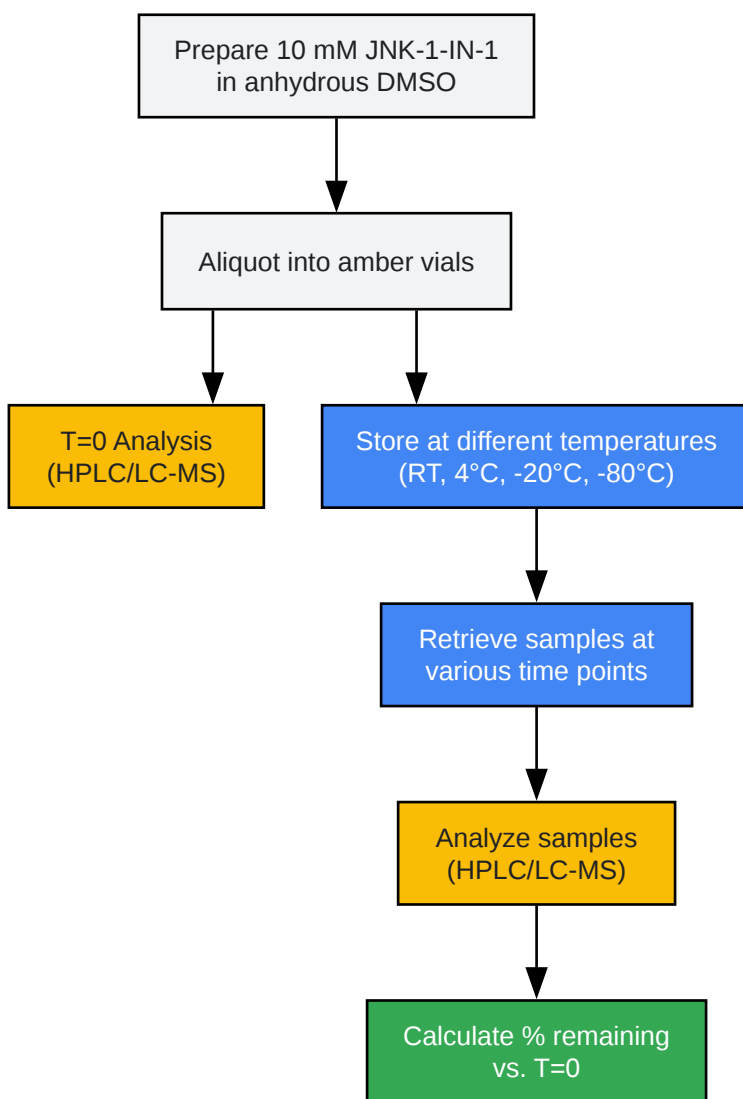 Prepare 10 mM JNK-1-IN-1
in anhydrous DMSO
Aliquot into amber vials
T=0 Analysis
(HPLC/LC-MS)
Store at different temperatures
(RT, 4°C, -20°C, -80°C)
Retrieve samples at
various time points
Analyze samples
(HPLC/LC-MS)
Calculate % remaining
vs. T=0